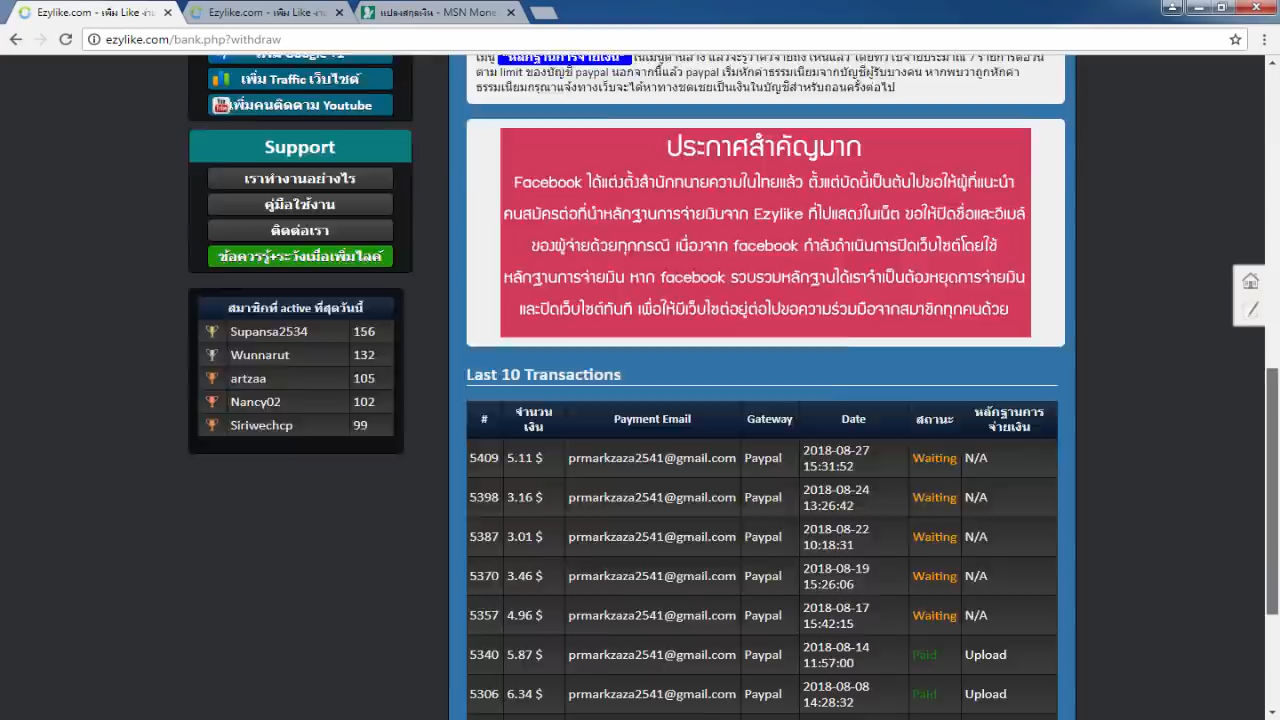 Ezylike.com - เพิ่ม Like งาย
Ezylike.com - เพิ่ม Like งาย
แปลงสกุลเงิน - MSN Mone
ezylike.com/bank.php?withdraw
เพิ่ม Traffic เว็บไซต์
เพิ่มคนติดตาม Youtube
Support
เราทำงานอย่างไร
คู่มือใช้งาน
ติดต่อเรา
ข้อควรรู้+ระวังเมื่อเพิ่มไลค์
สมาชิกที่ active ที่สุดวันนี้
Supansa2534 156
Wunnarut 132
artzaa 105
Nancy02 102
Siriwechcp 99
ตาม limit ของบัญชี paypal นอกจากนี้แล้ว paypal เริ่มหักค่าธรรมเนียมจากบัญชีผู้รับบางคน หากพบว่าถูกหักค่า
ธรรมเนียมกรุณาแจ้งทางเว็บจะได้หาทางชดเชยเป็นเงินในบัญชีสำหรับถอนครั้งต่อไป
ประกาศสำคัญมาก
Facebook ได้แต่งตั้งสำนักทนายความในไทยแล้ว ตั้งแต่บัดนี้เป็นต้นไปขอให้ผู้ที่แนะนำ
คนสมัครต่อที่นำหลักฐานการจ่ายเงินจาก Ezylike ที่ไปแสดงในเน็ต ขอให้ปิดชื่อและอีเมล์
ของผู้จ่ายด้วยทุกกรณี เนื่องจาก facebook กำลังดำเนินการปิดเว็บไซต์โดยใช้
หลักฐานการจ่ายเงิน หาก facebook รวบรวมหลักฐานได้เราจำเป็นต้องหยุดการจ่ายเงิน
และปิดเว็บไซต์ทันที เพื่อให้มีเว็บไซต์อยู่ต่อไปขอความร่วมมือจากสมาชิกทุกคนด้วย
Last 10 Transactions
# จำนวนเงิน Payment Email Gateway Date สถานะ หลักฐานการจ่ายเงิน
5409 5.11 $ prmarkzaza2541@gmail.com Paypal 2018-08-27 15:31:52 Waiting N/A
5398 3.16 $ prmarkzaza2541@gmail.com Paypal 2018-08-24 13:26:42 Waiting N/A
5387 3.01 $ prmarkzaza2541@gmail.com Paypal 2018-08-22 10:18:31 Waiting N/A
5370 3.46 $ prmarkzaza2541@gmail.com Paypal 2018-08-19 15:26:06 Waiting N/A
5357 4.96 $ prmarkzaza2541@gmail.com Paypal 2018-08-17 15:42:15 Waiting N/A
5340 5.87 $ prmarkzaza2541@gmail.com Paypal 2018-08-14 11:57:00 Paid Upload
5306 6.34 $ prmarkzaza2541@gmail.com Paypal 2018-08-08 14:28:32 Paid Upload